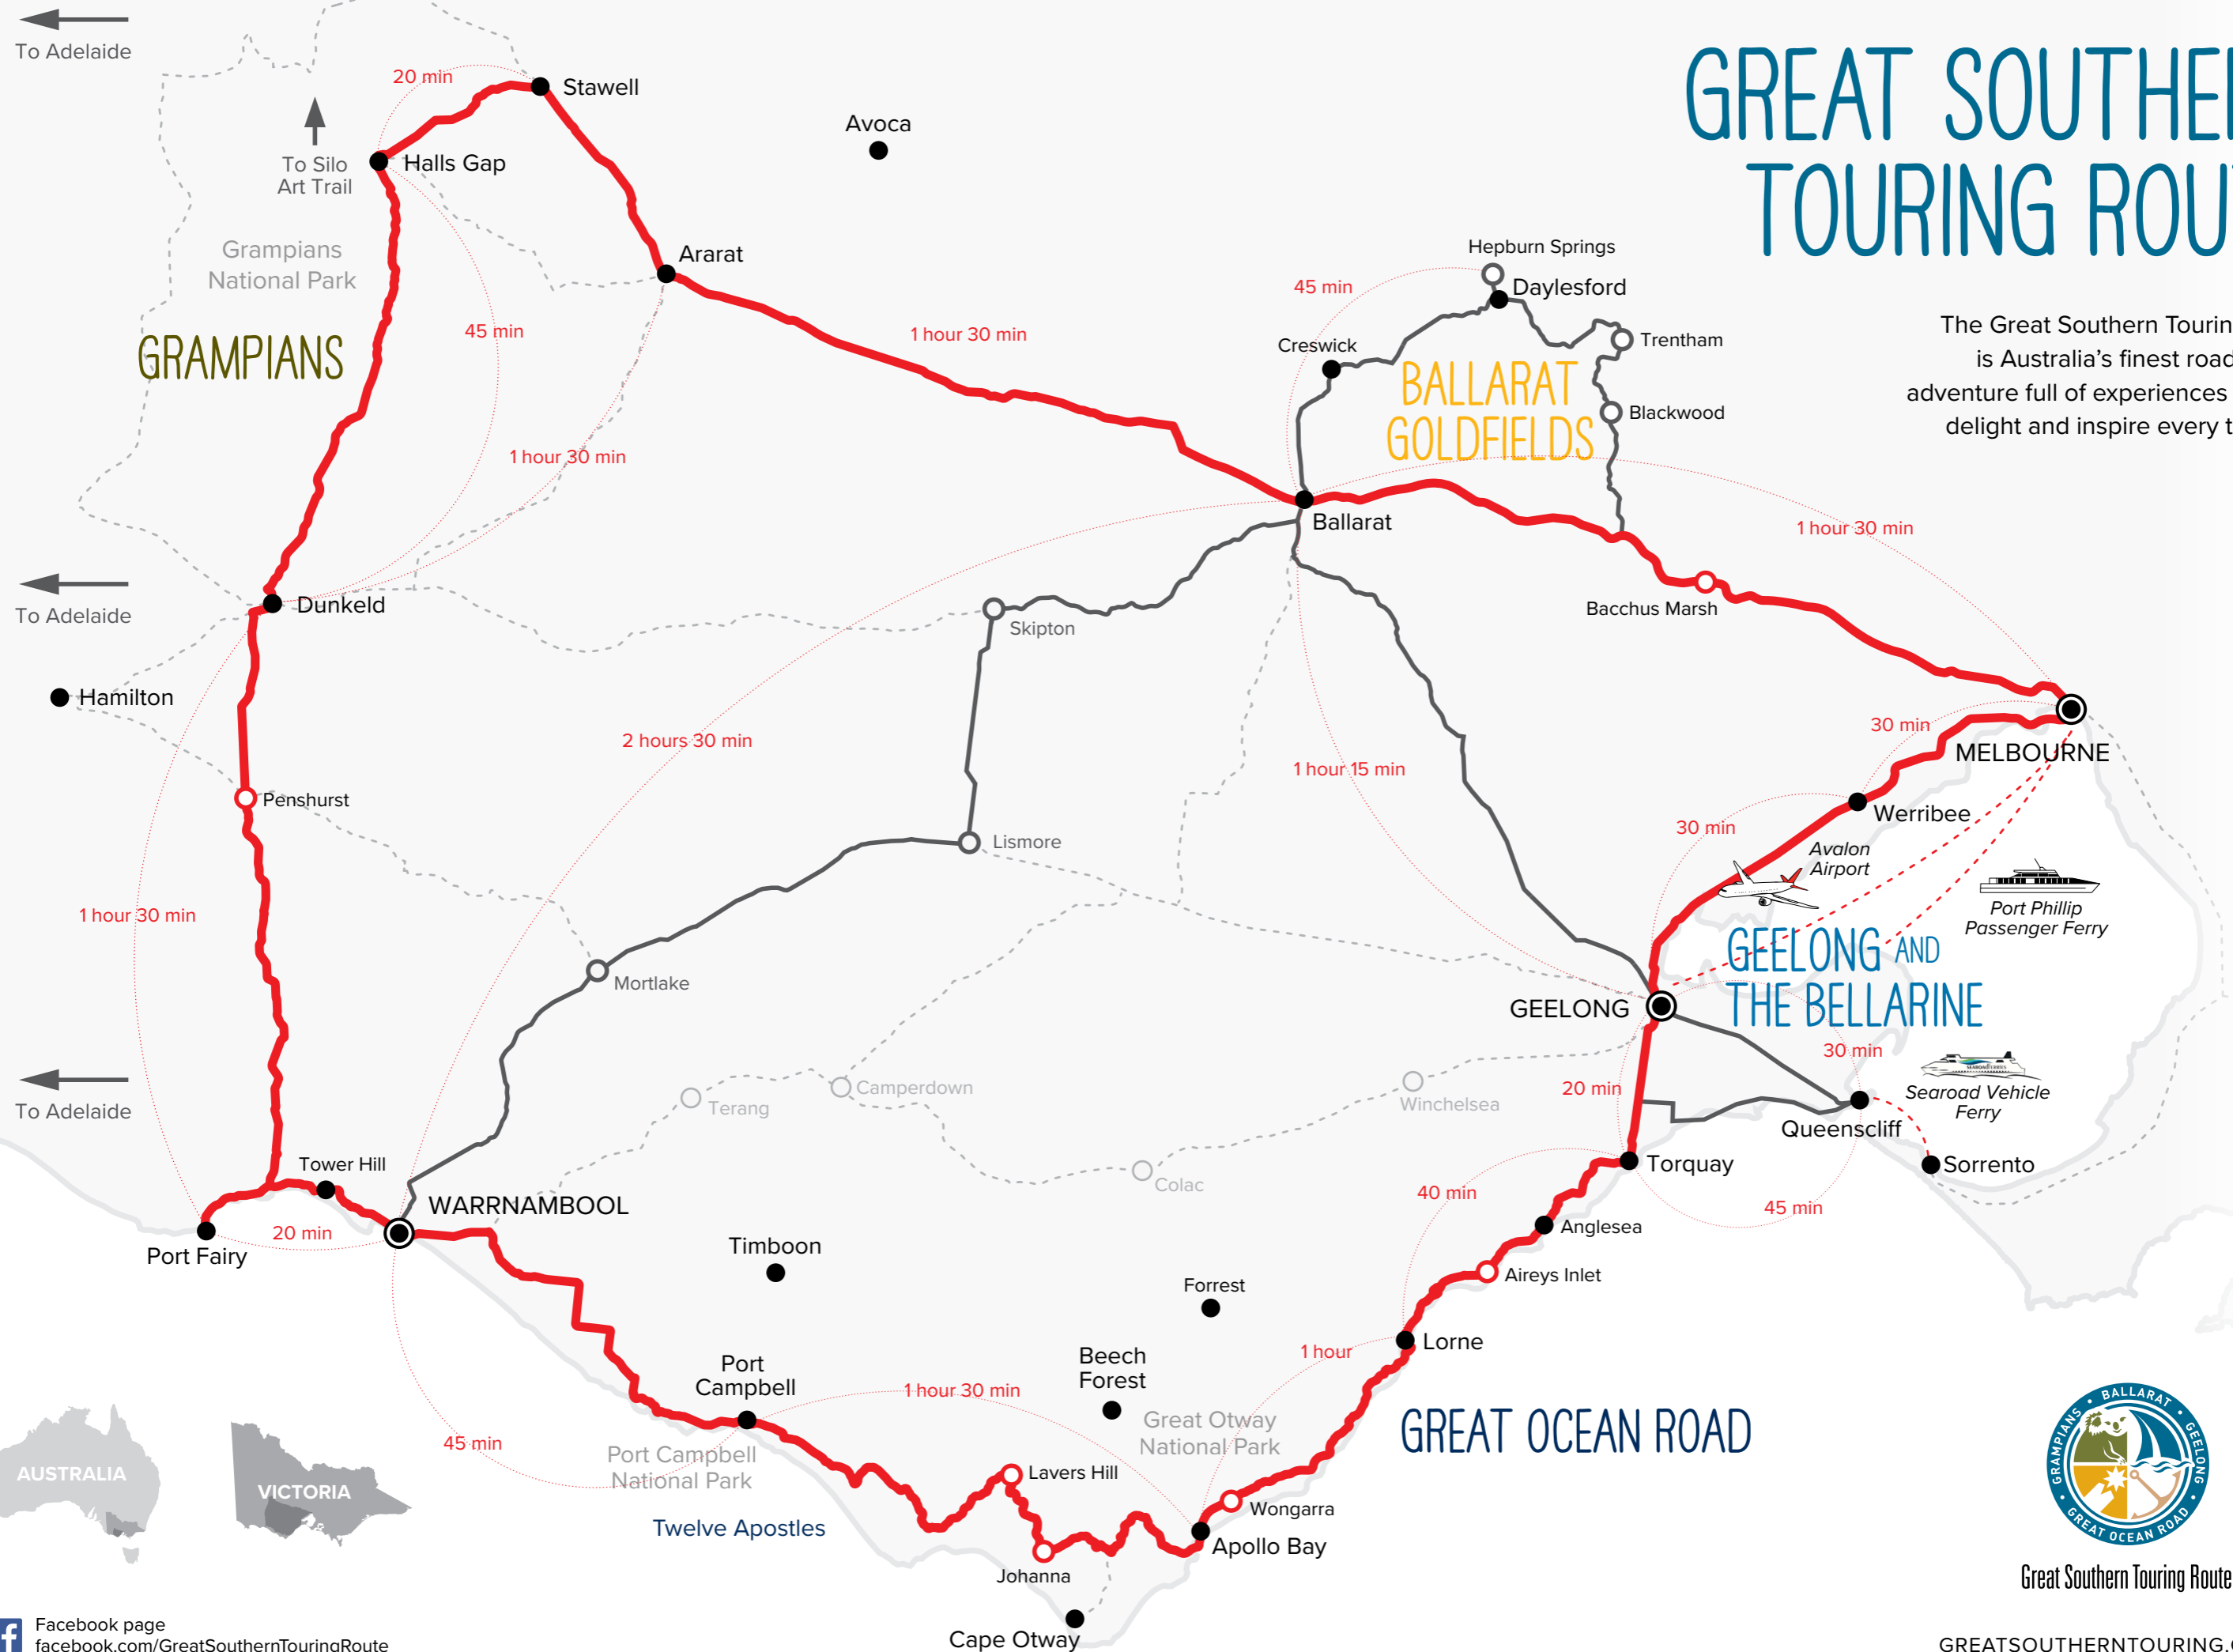 To Adelaide
20 min
Stawell
Avoca
To Silo
Art Trail
Halls Gap
GREAT SOUTHE
TOURING ROU
Grampians
National Park
Ararat
Hepburn Springs
45 min
Daylesford
45 min
1 hour 30 min
Creswick
Trentham
The Great Southern Tourin
is Australia's finest road
adventure full of experiences
delight and inspire every t
GRAMPIANS
BALLARAT
GOLDFIELDS
Blackwood
1 hour 30 min
Ballarat
1 hour 30 min
To Adelaide
Dunkeld
Skipton
Bacchus Marsh
Hamilton
2 hours 30 min
1 hour 15 min
30 min
MELBOURNE
Penshurst
Lismore
30 min
Werribee
Avalon
Airport
1 hour 30 min
Port Phillip
Passenger Ferry
GEELONG AND
THE BELLARINE
Mortlake
GEELONG
30 min
To Adelaide
Terang
Camperdown
Winchelsea
20 min
SEAROAD FERRIES
Searoad Vehicle
Ferry
Queenscliff
Tower Hill
Colac
Torquay
Sorrento
WARRNAMBOOL
40 min
45 min
Port Fairy
20 min
Timboon
Anglesea
Forrest
Aireys Inlet
Port
Campbell
Beech
Forest
1 hour
Lorne
1 hour 30 min
Great Otway
National Park
GREAT OCEAN ROAD
45 min
Port Campbell
National Park
Lavers Hill
AUSTRALIA
VICTORIA
Twelve Apostles
Wongarra
Apollo Bay
Johanna
Cape Otway
GRAMPIANS • BALLARAT • GEELONG • GREAT OCEAN ROAD •
Great Southern Touring Route
Facebook page
facebook.com/GreatSouthernTouringRoute
GREATSOUTHERNTOURING.